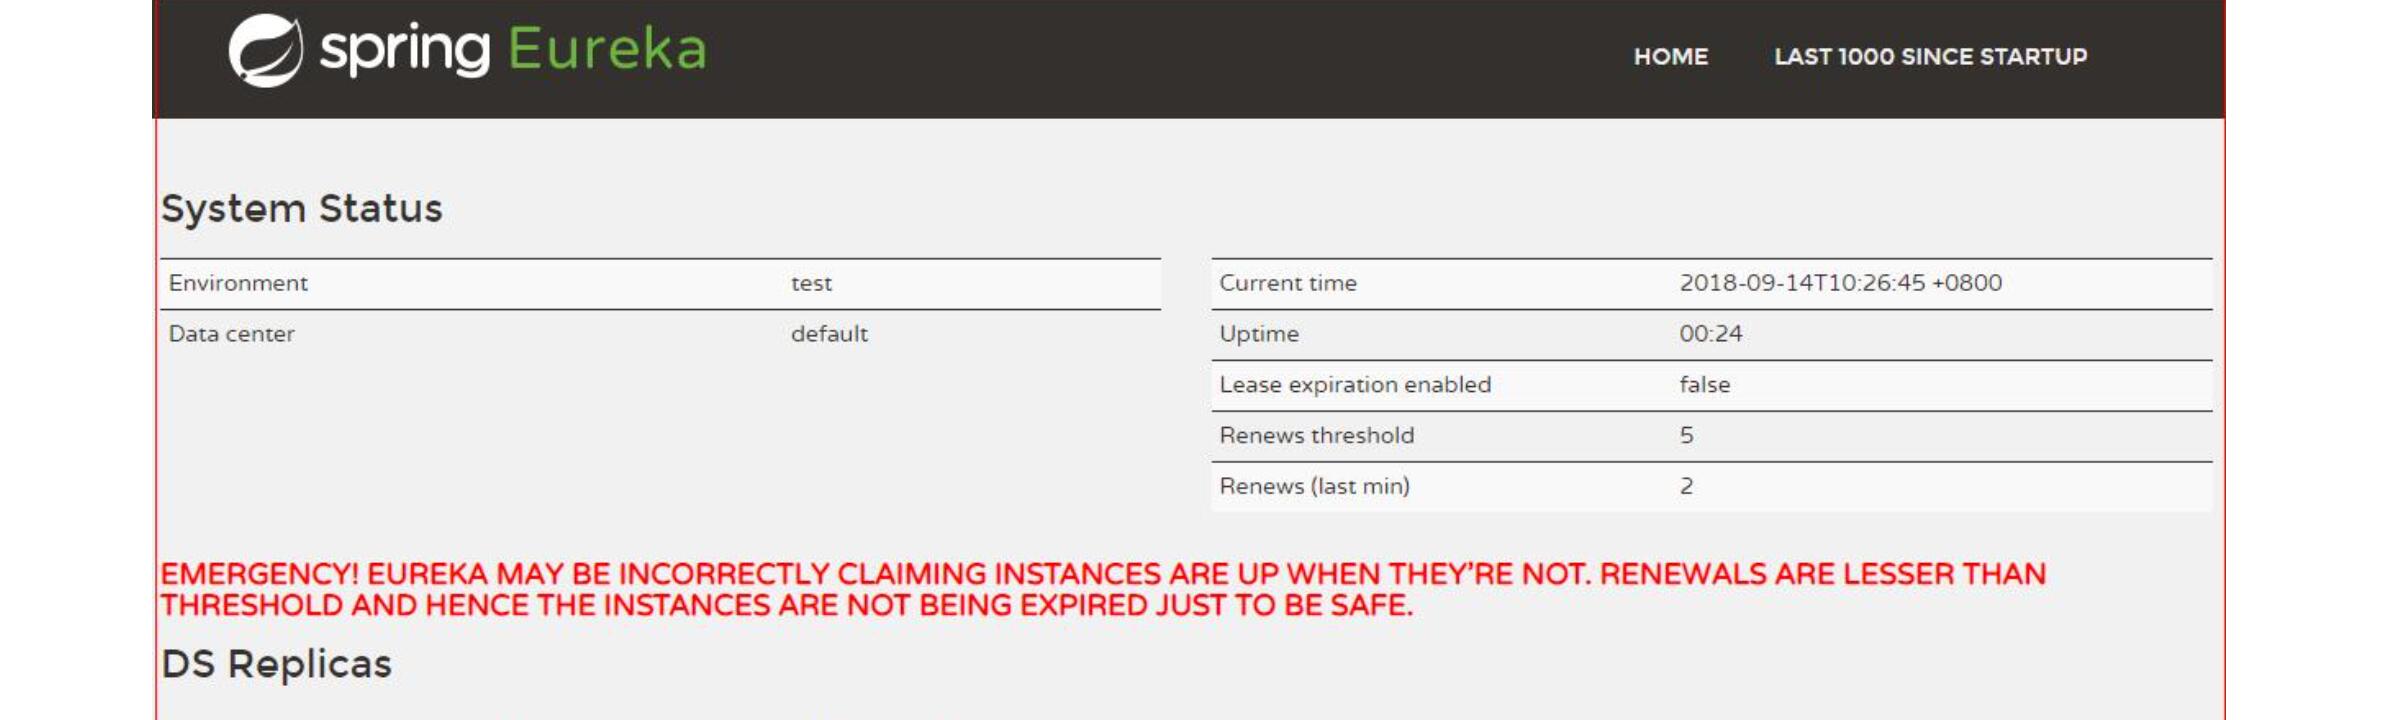 spring Eureka
HOME LAST 1000 SINCE STARTUP
System Status
Environment test
Data center default
Current time 2018-09-14T10:26:45 +0800
Uptime 00:24
Lease expiration enabled false
Renews threshold 5
Renews (last min) 2
EMERGENCY! EUREKA MAY BE INCORRECTLY CLAIMING INSTANCES ARE UP WHEN THEY'RE NOT. RENEWALS ARE LESSER THAN
THRESHOLD AND HENCE THE INSTANCES ARE NOT BEING EXPIRED JUST TO BE SAFE.
DS Replicas